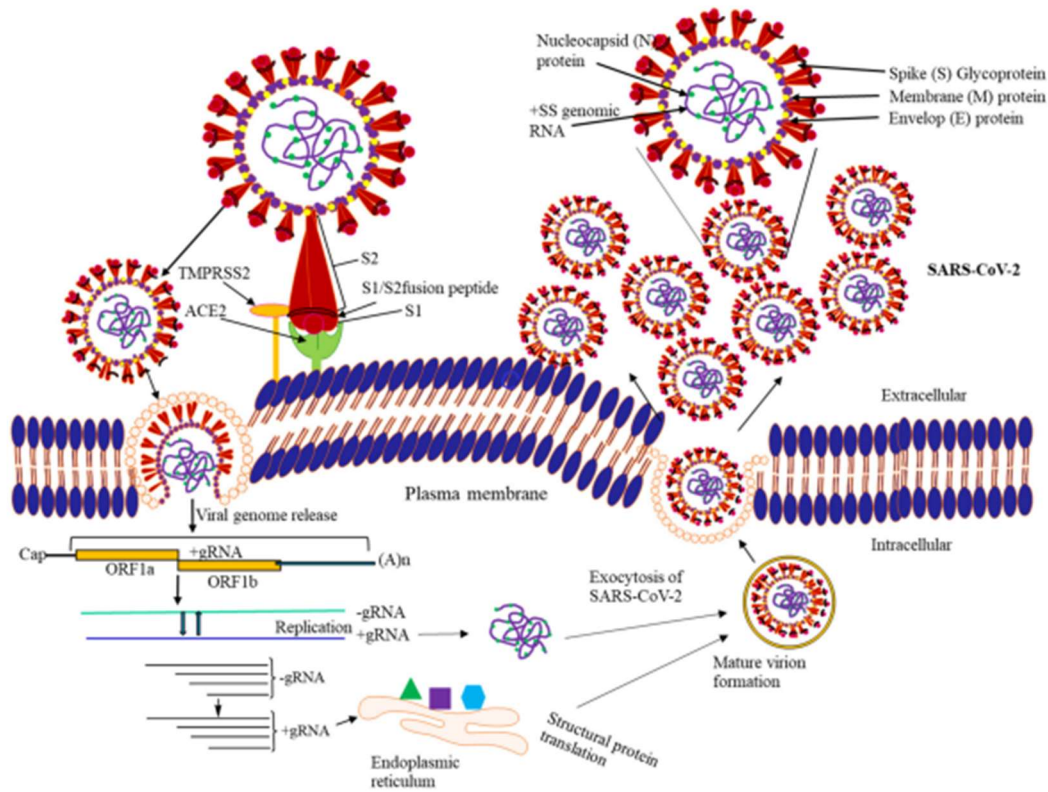 Nucleocapsid (N)
protein
+SS genomic
RNA
Spike (S) Glycoprotein
Membrane (M) protein
Envelop (E) protein
S2
TMPRSS2
S1/S2fusion peptide
ACE2
S1
SARS-CoV-2
Extracellular
Plasma membrane
Intracellular
Viral genome release
Cap
+gRNA
(A)n
ORF1a
ORF1b
Exocytosis of
SARS-CoV-2
-gRNA
Replication
+gRNA
Mature virion
formation
-gRNA
+gRNA
Structural protein
translation
Endoplasmic
reticulum